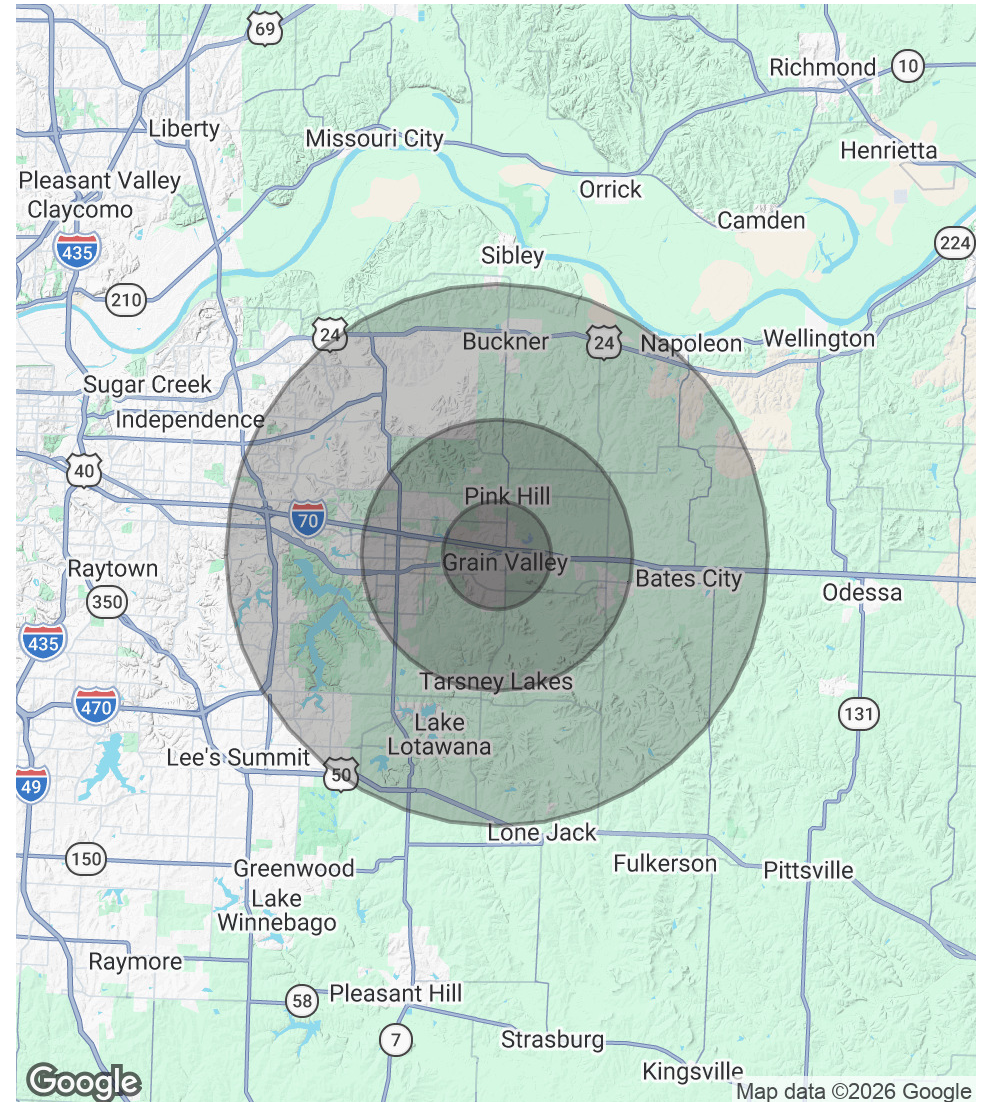 69
Richmond
10
Liberty
Missouri City
Henrietta
Pleasant Valley
Orrick
Claycomo
Camden
435
224
Sibley
210
24
Buckner
24
Napoleon
Wellington
Sugar Creek
Independence
40
Pink Hill
70
Grain Valley
Raytown
Bates City
Odessa
350
435
Tarsney Lakes
470
131
Lake
Lotawana
Lee's Summit
50
49
Lone Jack
150
Greenwood
Fulkerson
Pittsville
Lake
Winnebago
Raymore
58
Pleasant Hill
7
Strasburg
Kingsville
Google
Map data ©2026 Google